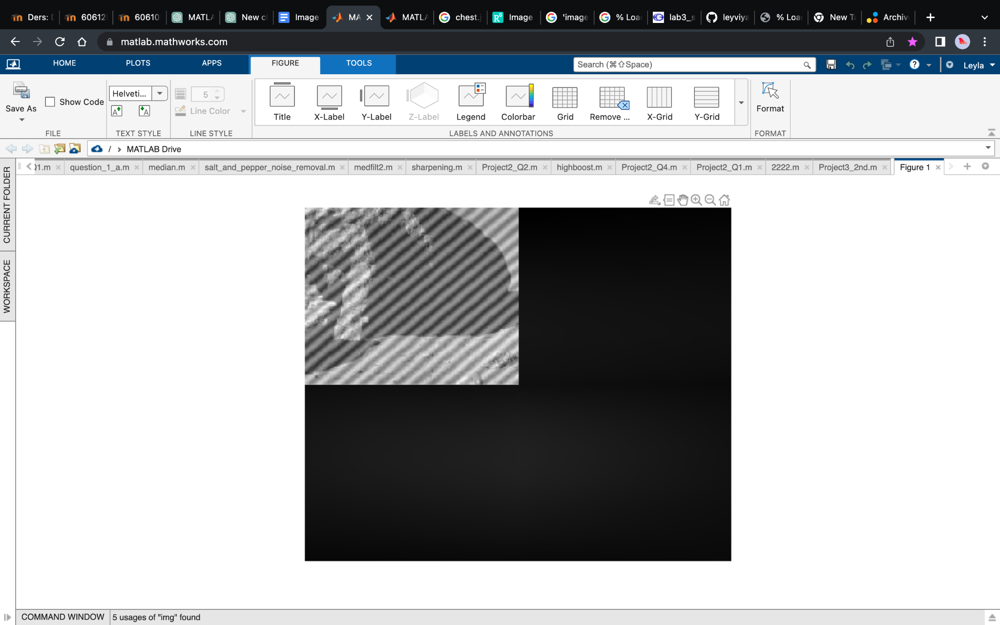 Ders:
60612
60610
MATLA
New c
Image
MA
MATLA
chest.j
Image
'image
% Loa
lab3_s
leyviya
% Loa
New T
Archiv
matlab.mathworks.com
HOME PLOTS APPS FIGURE TOOLS Search (⌘⇧Space) Leyla
Save As
Show Code
FILE
Helveti...
TEXT STYLE
5
Line Color
LINE STYLE
Title X-Label Y-Label Z-Label Legend Colorbar Grid Remove ... X-Grid Y-Grid
LABELS AND ANNOTATIONS
Format
FORMAT
/ › MATLAB Drive
21.m question_1_a.m median.m salt_and_pepper_noise_removal.m medfilt2.m sharpening.m Project2_Q2.m highboost.m Project2_Q4.m Project2_Q1.m 2222.m Project3_2nd.m Figure 1
CURRENT FOLDER
WORKSPACE
COMMAND WINDOW 5 usages of "img" found